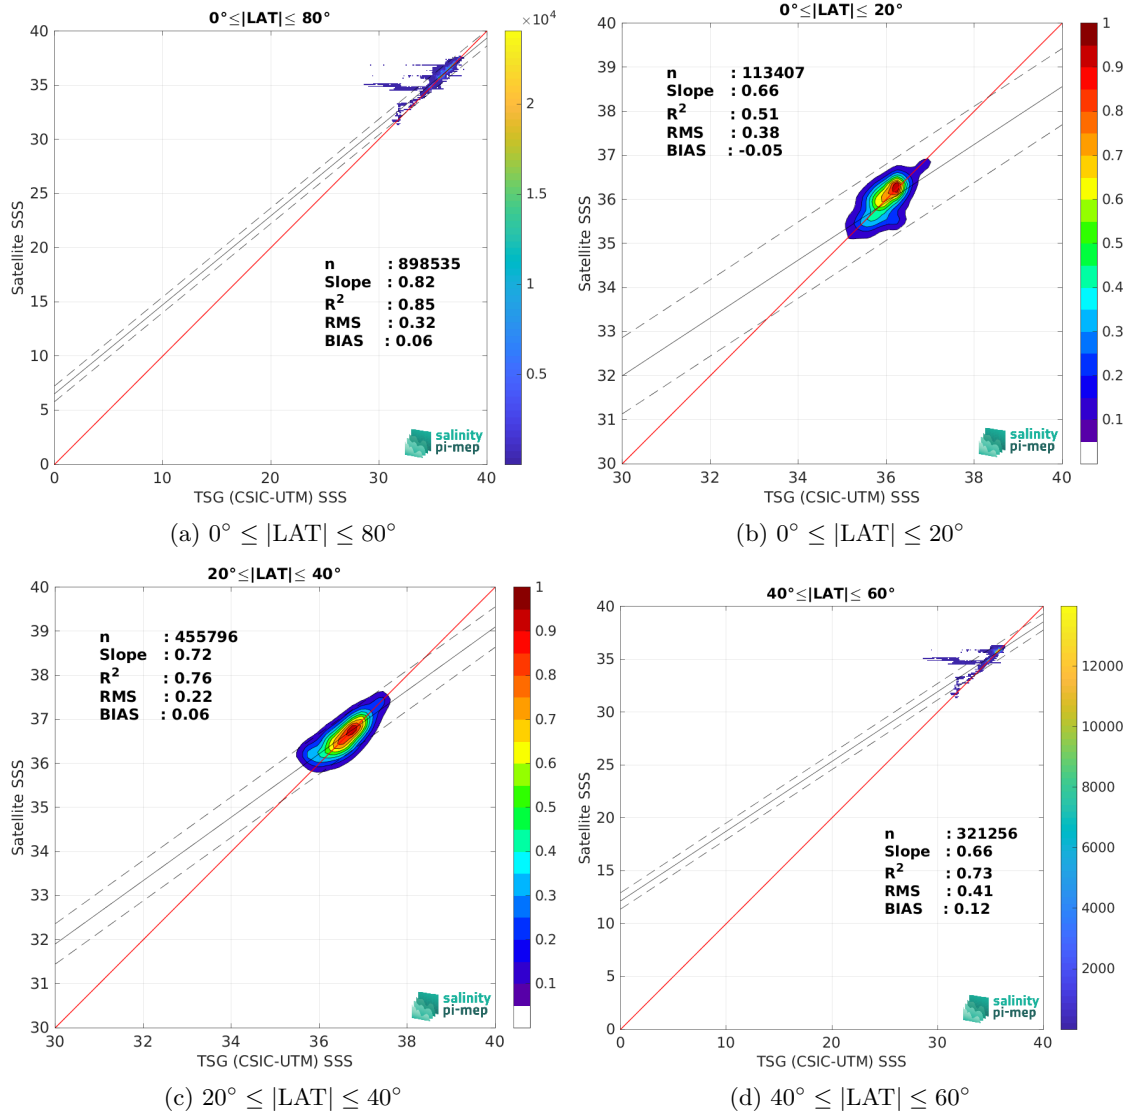 0°≤|LAT|≤ 80°
×10⁴
40
35
30
25
20
15
10
5
0
Satellite SSS
n : 898535
Slope : 0.82
R² : 0.85
RMS : 0.32
BIAS : 0.06
2
1.5
1
0.5
salinity
pi-mep
0 10 20 30 40
TSG (CSIC-UTM) SSS
(a) 0° ≤ |LAT| ≤ 80°
0°≤|LAT|≤ 20°
40
39
38
37
36
35
34
33
32
31
30
Satellite SSS
n : 113407
Slope : 0.66
R² : 0.51
RMS : 0.38
BIAS : -0.05
1
0.9
0.8
0.7
0.6
0.5
0.4
0.3
0.2
0.1
salinity
pi-mep
30 32 34 36 38 40
TSG (CSIC-UTM) SSS
(b) 0° ≤ |LAT| ≤ 20°
20°≤|LAT|≤ 40°
40
39
38
37
36
35
34
33
32
31
30
Satellite SSS
n : 455796
Slope : 0.72
R² : 0.76
RMS : 0.22
BIAS : 0.06
1
0.9
0.8
0.7
0.6
0.5
0.4
0.3
0.2
0.1
salinity
pi-mep
30 32 34 36 38 40
TSG (CSIC-UTM) SSS
(c) 20° ≤ |LAT| ≤ 40°
40°≤|LAT|≤ 60°
40
35
30
25
20
15
10
5
0
Satellite SSS
n : 321256
Slope : 0.66
R² : 0.73
RMS : 0.41
BIAS : 0.12
12000
10000
8000
6000
4000
2000
salinity
pi-mep
0 10 20 30 40
TSG (CSIC-UTM) SSS
(d) 40° ≤ |LAT| ≤ 60°